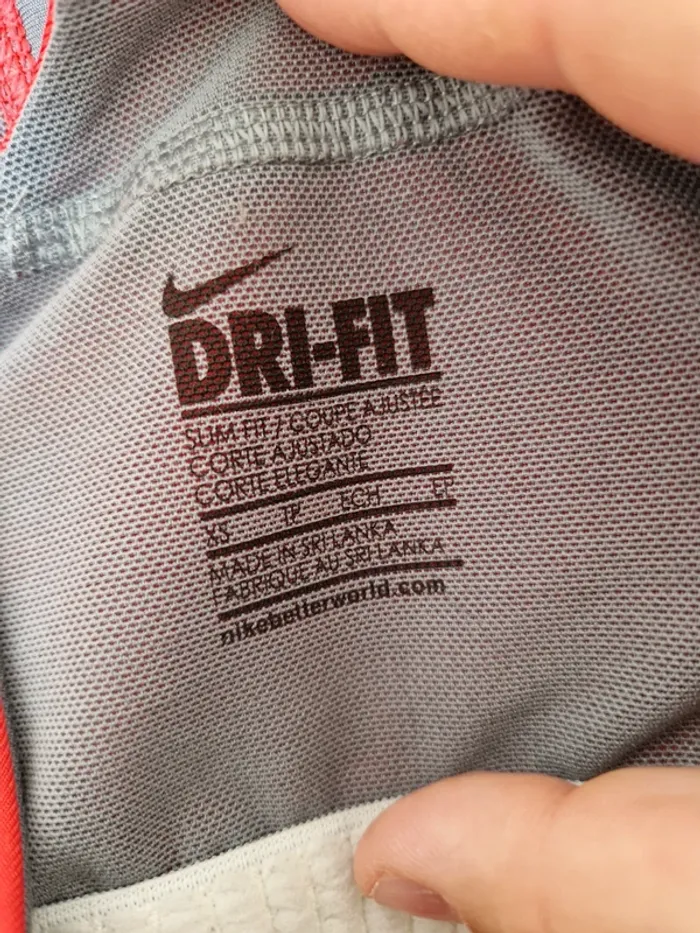 DRI-FIT
SLIM FIT / COUPE AJUSTÉE
CORTE AJUSTADO
CORTE ELEGANTE
XS TP ECH EP
MADE IN SRI LANKA
FABRIQUE AU SRI LANKA
nikebetterworld.com